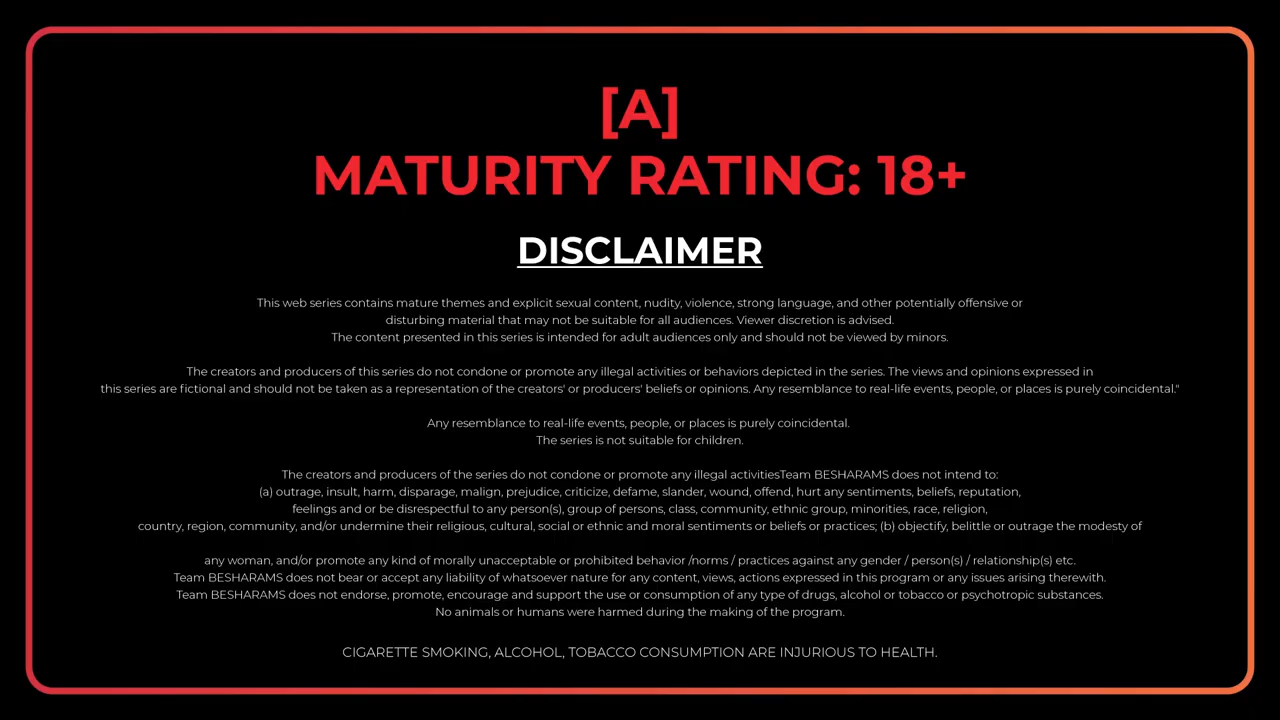 [A]
MATURITY RATING: 18+
DISCLAIMER
This web series contains mature themes and explicit sexual content, nudity, violence, strong language, and other potentially offensive or
disturbing material that may not be suitable for all audiences. Viewer discretion is advised.
The content presented in this series is intended for adult audiences only and should not be viewed by minors.
The creators and producers of this series do not condone or promote any illegal activities or behaviors depicted in the series. The views and opinions expressed in
this series are fictional and should not be taken as a representation of the creators' or producers' beliefs or opinions. Any resemblance to real-life events, people, or places is purely coincidental."
Any resemblance to real-life events, people, or places is purely coincidental.
The series is not suitable for children.
The creators and producers of the series do not condone or promote any illegal activitiesTeam BESHARAMS does not intend to:
(a) outrage, insult, harm, disparage, malign, prejudice, criticize, defame, slander, wound, offend, hurt any sentiments, beliefs, reputation,
feelings and or be disrespectful to any person(s), group of persons, class, community, ethnic group, minorities, race, religion,
country, region, community, and/or undermine their religious, cultural, social or ethnic and moral sentiments or beliefs or practices; (b) objectify, belittle or outrage the modesty of
any woman, and/or promote any kind of morally unacceptable or prohibited behavior /norms / practices against any gender / person(s) / relationship(s) etc.
Team BESHARAMS does not bear or accept any liability of whatsoever nature for any content, views, actions expressed in this program or any issues arising therewith.
Team BESHARAMS does not endorse, promote, encourage and support the use or consumption of any type of drugs, alcohol or tobacco or psychotropic substances.
No animals or humans were harmed during the making of the program.
CIGARETTE SMOKING, ALCOHOL, TOBACCO CONSUMPTION ARE INJURIOUS TO HEALTH.